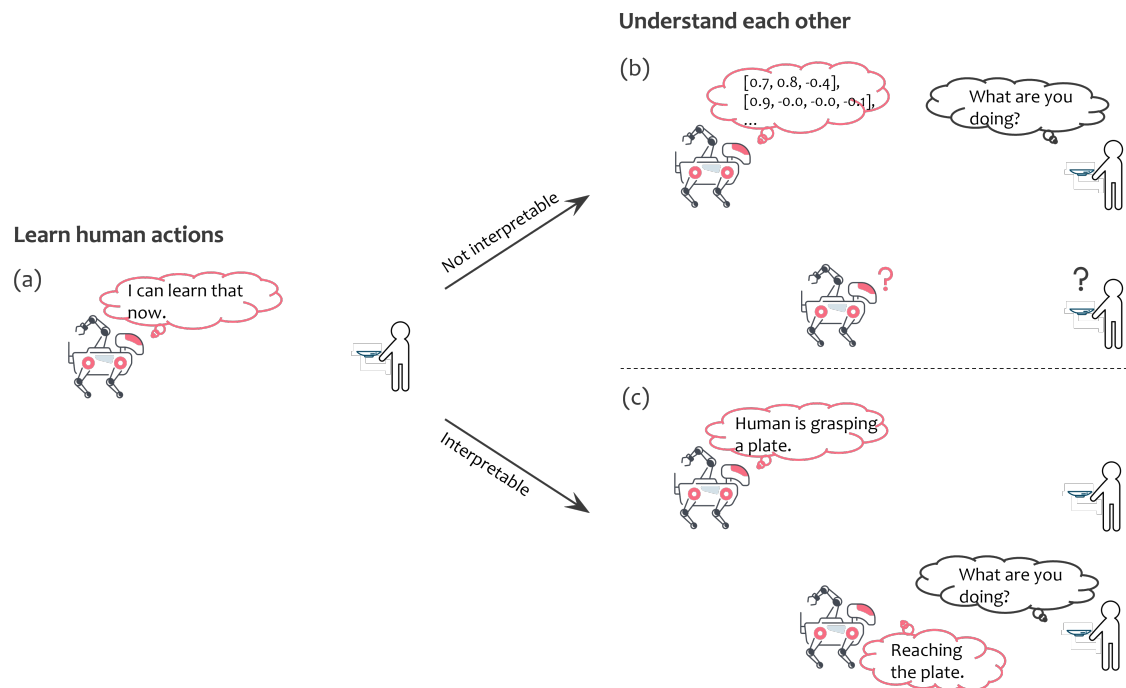 Understand each other
(b)
[0.7, 0.8, -0.4],
[0.9, -0.0, -0.0, -0.1],
...
What are you
doing?
Not interpretable
Learn human actions
(a)
I can learn that
now.
?
?
(c)
Human is grasping
a plate.
Interpretable
What are you
doing?
Reaching
the plate.